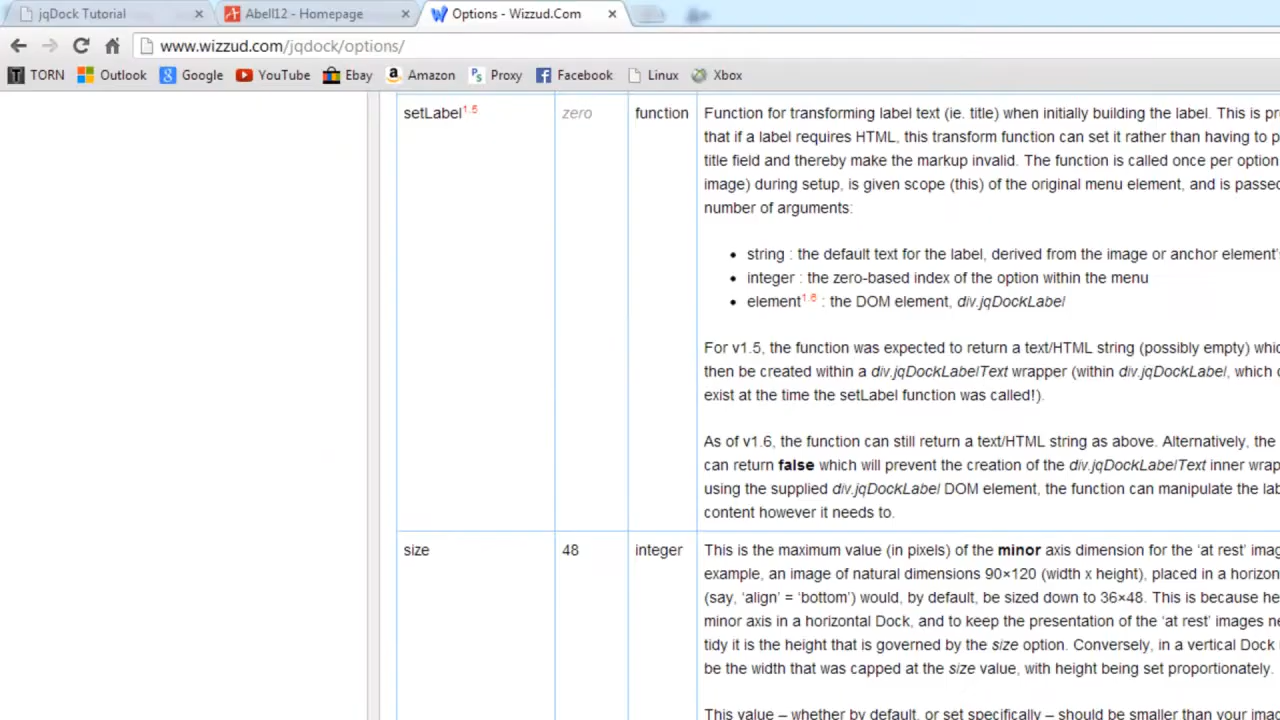 jqDock Tutorial
Abell12 - Homepage
Options - Wizzud.Com
www.wizzud.com/jqdock/options/
TORN Outlook Google YouTube Ebay Amazon Proxy Facebook Linux Xbox
setLabel1.5 zero function Function for transforming label text (ie. title) when initially building the label. This is pr
that if a label requires HTML, this transform function can set it rather than having to p
title field and thereby make the markup invalid. The function is called once per option
image) during setup, is given scope (this) of the original menu element, and is passed
number of arguments:
• string : the default text for the label, derived from the image or anchor element's
• integer : the zero-based index of the option within the menu
• element1.6 : the DOM element, div.jqDockLabel
For v1.5, the function was expected to return a text/HTML string (possibly empty) whic
then be created within a div.jqDockLabelText wrapper (within div.jqDockLabel, which
exist at the time the setLabel function was called!).
As of v1.6, the function can still return a text/HTML string as above. Alternatively, the
can return false which will prevent the creation of the div.jqDockLabelText inner wrap
using the supplied div.jqDockLabel DOM element, the function can manipulate the lab
content however it needs to.
size 48 integer This is the maximum value (in pixels) of the minor axis dimension for the 'at rest' imag
example, an image of natural dimensions 90×120 (width x height), placed in a horizon
(say, 'align' = 'bottom') would, by default, be sized down to 36×48. This is because he
minor axis in a horizontal Dock, and to keep the presentation of the 'at rest' images ne
tidy it is the height that is governed by the size option. Conversely, in a vertical Dock
be the width that was capped at the size value, with height being set proportionately.
This value – whether by default, or set specifically – should be smaller than your imag